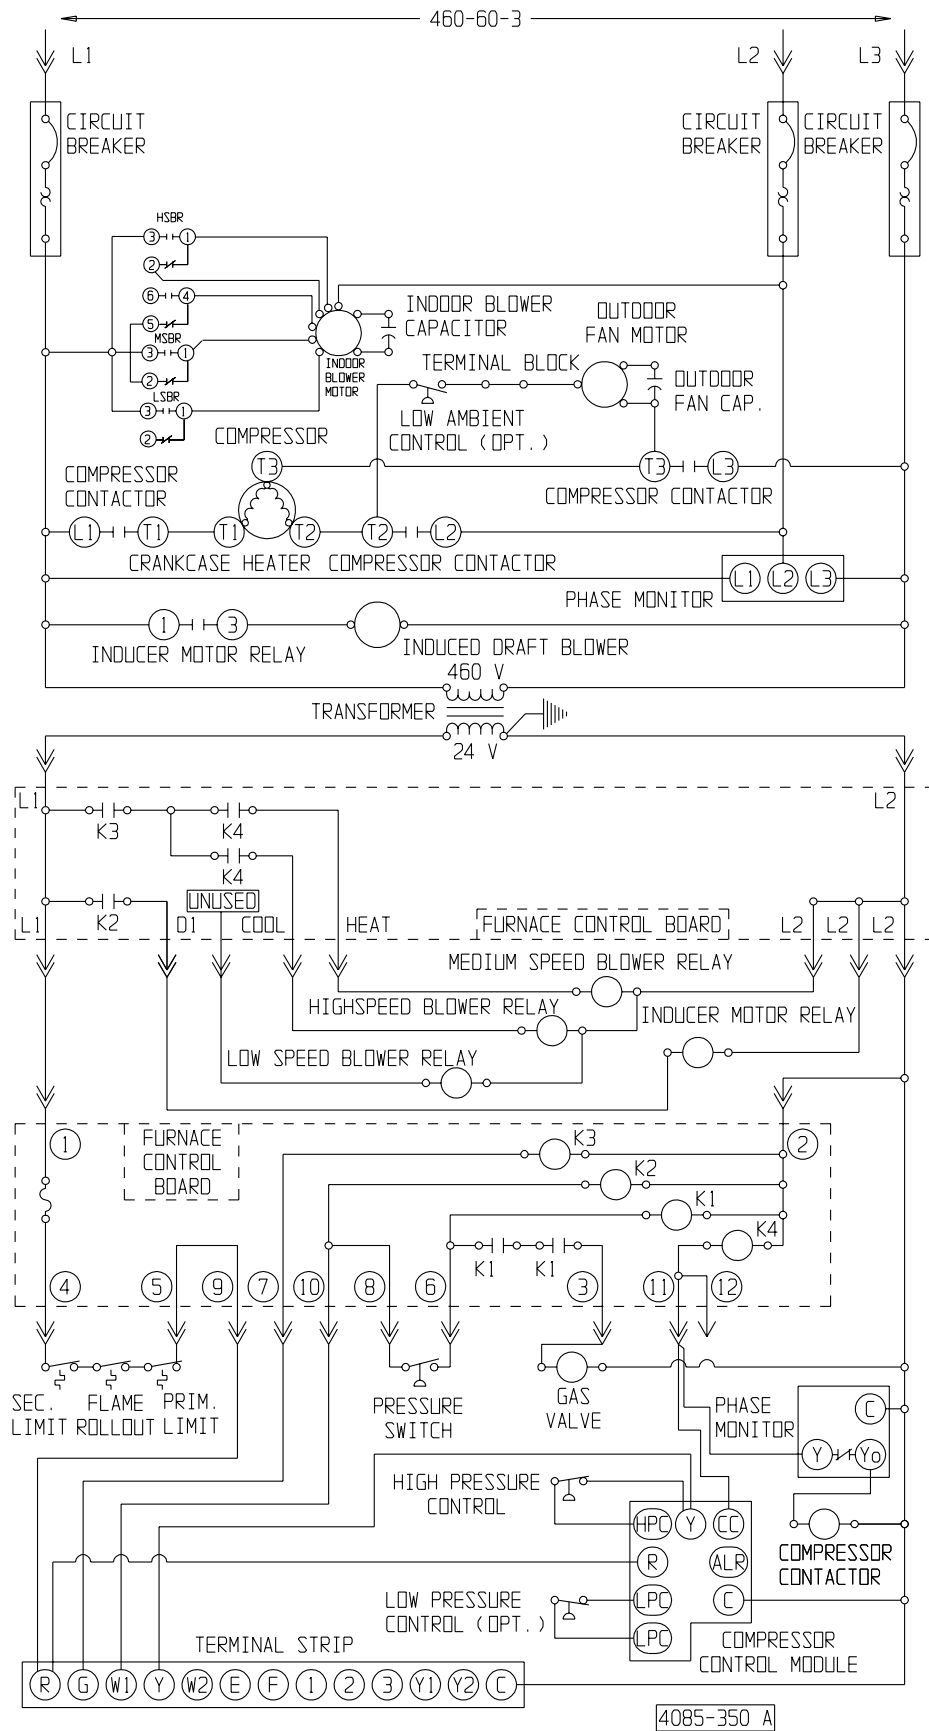 460-60-3
L1
L2
L3
CIRCUIT
BREAKER
CIRCUIT
BREAKER
CIRCUIT
BREAKER
HSBR
3
1
2
6
4
5
MSBR
3
1
2
LSBR
3
1
2
INDOOR
BLOWER
MOTOR
INDOOR BLOWER
CAPACITOR
OUTDOOR
FAN MOTOR
TERMINAL BLOCK
OUTDOOR
FAN CAP.
LOW AMBIENT
CONTROL (OPT.)
COMPRESSOR
T3
T3
L3
COMPRESSOR
CONTACTOR
COMPRESSOR CONTACTOR
L1
T1
T1
T2
T2
L2
CRANKCASE HEATER
COMPRESSOR CONTACTOR
L1
L2
L3
PHASE MONITOR
1
3
INDUCER MOTOR RELAY
INDUCED DRAFT BLOWER
460 V
TRANSFORMER
24 V
L1
L2
K3
K4
K4
UNUSED
K2
L1
D1
COOL
HEAT
FURNACE CONTROL BOARD
L2
L2
L2
MEDIUM SPEED BLOWER RELAY
HIGHSPEED BLOWER RELAY
INDUCER MOTOR RELAY
LOW SPEED BLOWER RELAY
1
FURNACE
CONTROL
BOARD
K3
2
K2
K1
K4
K1
K1
4
5
9
7
10
8
6
3
11
12
SEC.
LIMIT
FLAME
ROLLOUT
PRIM.
LIMIT
PRESSURE
SWITCH
GAS
VALVE
PHASE
MONITOR
C
Y
Yo
HIGH PRESSURE
CONTROL
HPC
Y
CC
COMPRESSOR
CONTACTOR
R
ALR
LOW PRESSURE
CONTROL (OPT.)
LPC
C
LPC
COMPRESSOR
CONTROL MODULE
TERMINAL STRIP
R G W1 Y W2 E F 1 2 3 Y1 Y2 C
4085-350 A